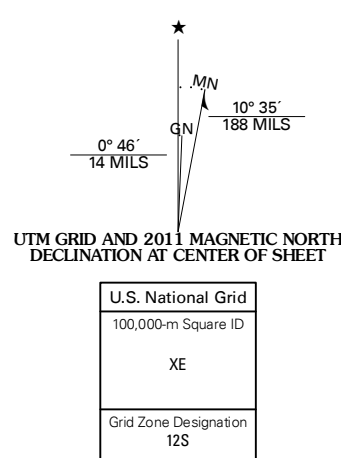 ★
MN
GN
10° 35´
188 MILS
0° 46´
14 MILS
UTM GRID AND 2011 MAGNETIC NORTH
DECLINATION AT CENTER OF SHEET
U.S. National Grid
100,000-m Square ID
XE
Grid Zone Designation
12S